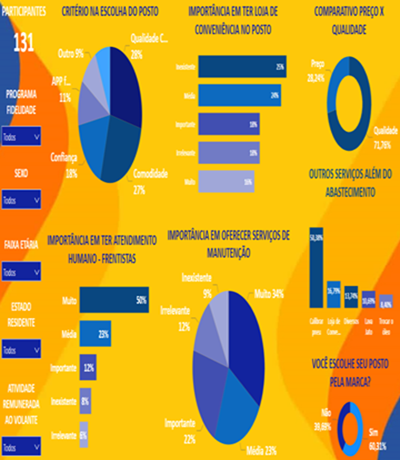 PARTICIPANTES
131
PROGRAMA
FIDELIDADE
Todos
SEXO
Todos
FAIXA ETÁRIA
Todos
ESTADO
RESIDENTE
Todos
ATIVIDADE
REMUNERADA
AO VOLANTE
Todos
CRITÉRIO NA ESCOLHA DO POSTO
Outro 9%
Qualidade C...
28%
APP F...
11%
Confiança
18%
Comodidade
27%
IMPORTÂNCIA EM TER LOJA DE
CONVENIÊNCIA NO POSTO
Inexistente
25%
Média
24%
Importante
18%
Irrelevante
18%
Muito
COMPARATIVO PREÇO X
QUALIDADE
Preço
28,24%
Qualidade
71,76%
IMPORTÂNCIA EM TER ATENDIMENTO
HUMANO - FRENTISTAS
Muito
50%
Média
23%
Importante
12%
Inexistente
8%
Irrelevante
6%
IMPORTÂNCIA EM OFERECER SERVIÇOS DE
MANUTENÇÃO
Inexistente
9%
Muito 34%
Irrelevante
12%
Importante
22%
Média 23%
OUTROS SERVIÇOS ALÉM DO
ABASTECIMENTO
50,38%
16,79%
13,74%
10,69%
8,40%
Calibrar
pneu
Loja de
Conve...
Diversos
Lava
Jato
Trocar o
óleo
VOCÊ ESCOLHE SEU POSTO
PELA MARCA?
Não
39,69%
Sim
60,31%